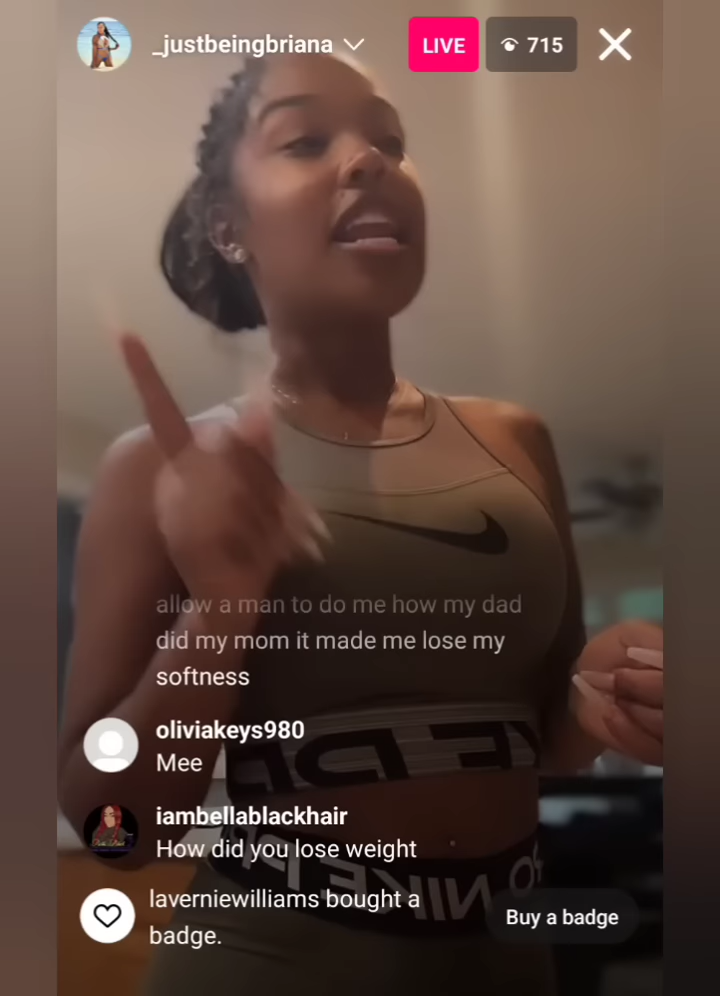 _justbeingbriana
LIVE
715
allow a man to do me how my dad
did my mom it made me lose my
softness
oliviakeys980
Mee
iambellablackhair
How did you lose weight
laverniewilliams bought a
badge.
Buy a badge